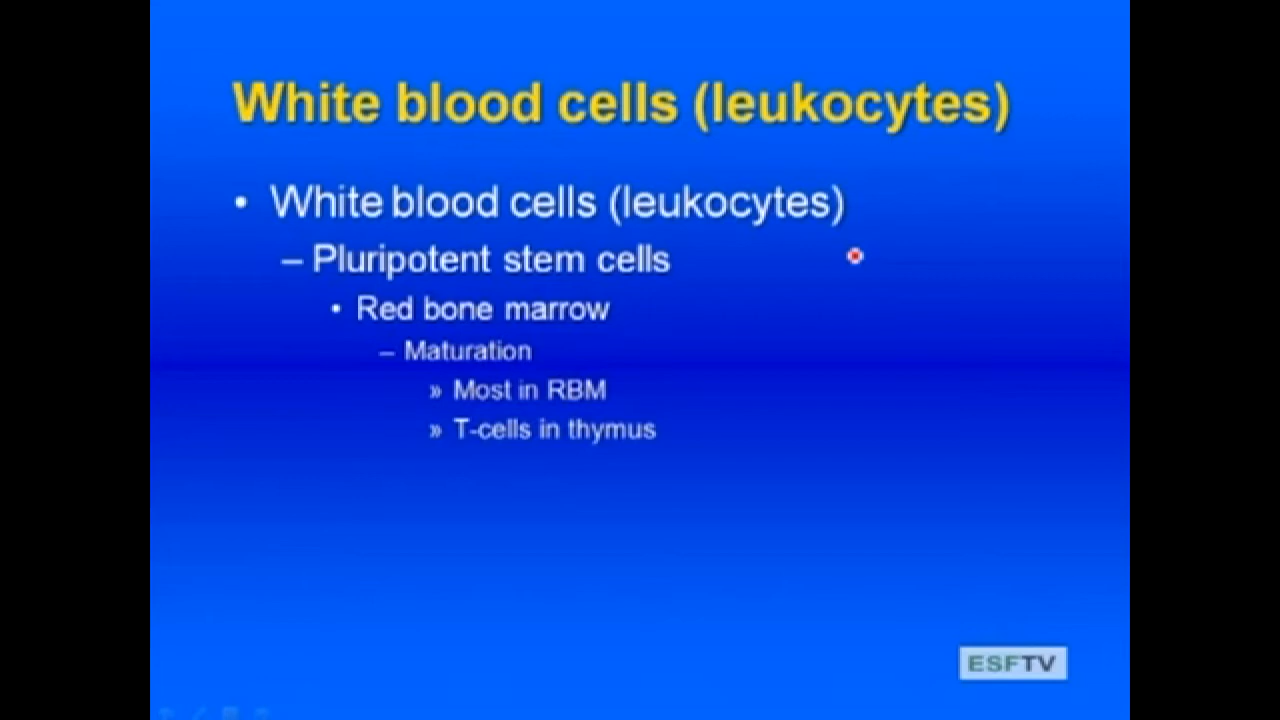 White blood cells (leukocytes)
• White blood cells (leukocytes)
– Pluripotent stem cells
• Red bone marrow
– Maturation
» Most in RBM
» T-cells in thymus
ESFTV